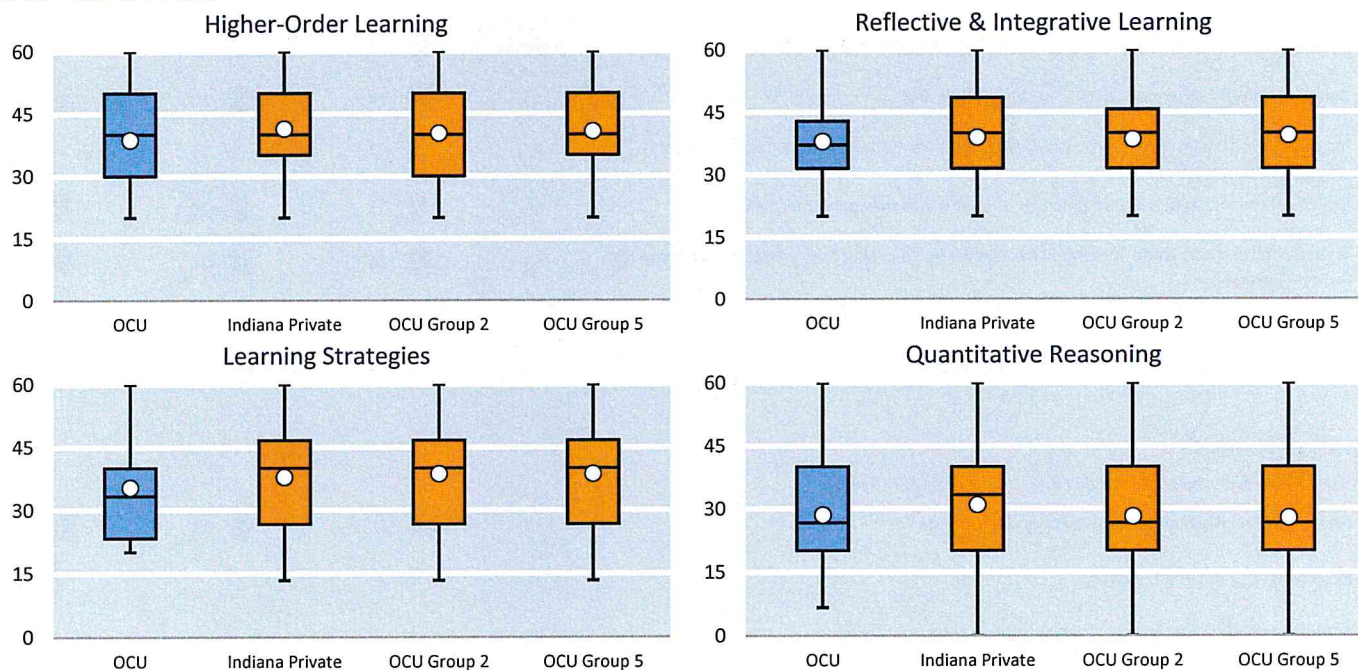 Higher-Order Learning
60
45
30
15
0
OCU
Indiana Private
OCU Group 2
OCU Group 5
Reflective & Integrative Learning
60
45
30
15
0
OCU
Indiana Private
OCU Group 2
OCU Group 5
Learning Strategies
60
45
30
15
0
OCU
Indiana Private
OCU Group 2
OCU Group 5
Quantitative Reasoning
60
45
30
15
0
OCU
Indiana Private
OCU Group 2
OCU Group 5